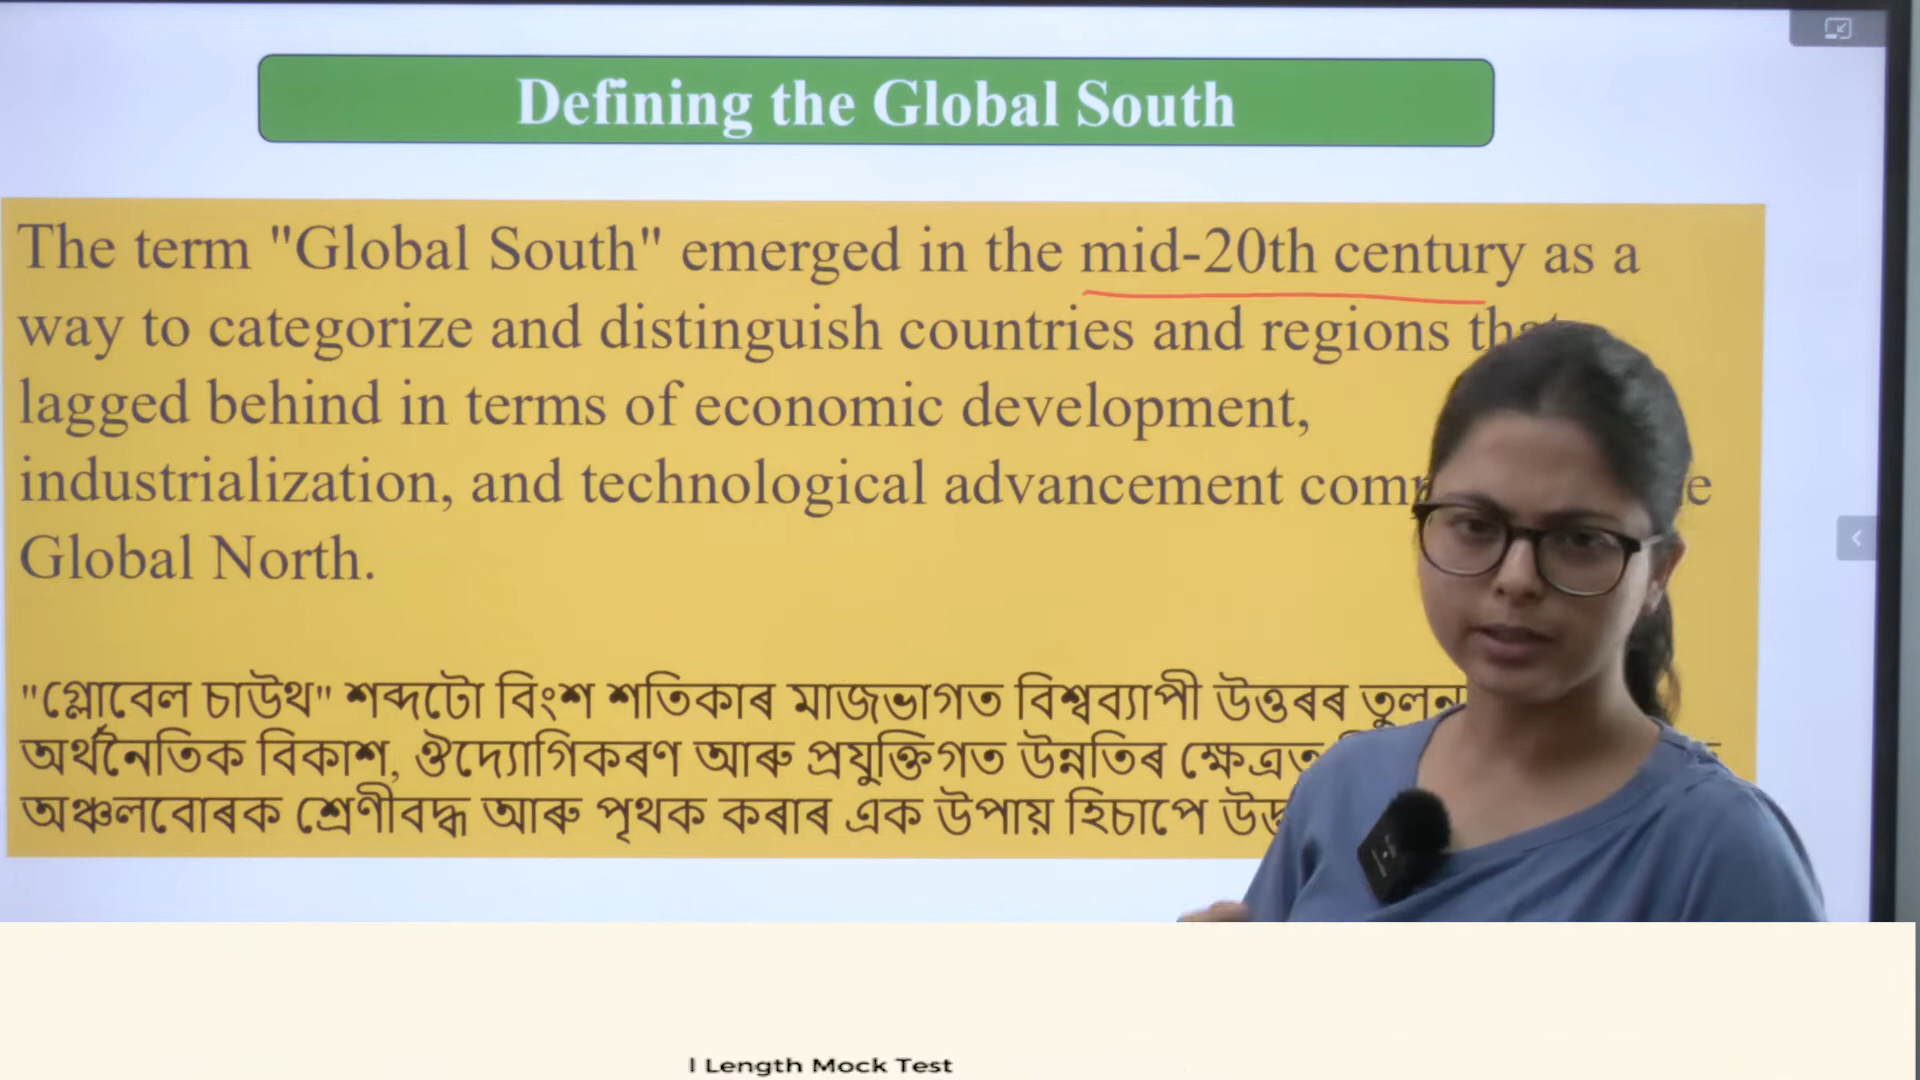 Defining the Global South
The term "Global South" emerged in the mid-20th century as a
way to categorize and distinguish countries and regions
lagged behind in terms of economic development,
industrialization, and technological advancement
Global North.
"গ্লোবেল চাউথ" শব্দটো বিংশ শতিকাৰ মাজভাগত বিশ্বব্যাপী উত্তৰৰ
অৰ্থনৈতিক বিকাশ, ঔদ্যোগিকৰণ আৰু প্ৰযুক্তিগত উন্নতিৰ ক্ষেত্ৰত
অঞ্চলবোৰক শ্ৰেণীবদ্ধ আৰু পৃথক কৰাৰ এক উপায় হিচাপে
Length Mock Test